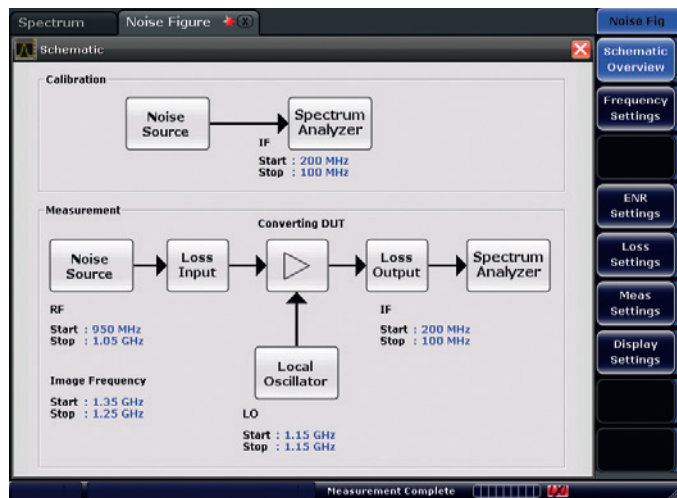 Spectrum
Noise Figure
Noise Fig
Schematic
Schematic
Overview
Frequency
Settings
ENR
Settings
Loss
Settings
Meas
Settings
Display
Settings
Calibration
Noise
Source
Spectrum
Analyzer
IF
Start : 200 MHz
Stop : 100 MHz
Measurement
Converting DUT
Noise
Source
Loss
Input
Loss
Output
Spectrum
Analyzer
RF
Start : 950 MHz
Stop : 1.05 GHz
IF
Start : 200 MHz
Stop : 100 MHz
Image Frequency
Start : 1.35 GHz
Stop : 1.25 GHz
Local
Oscillator
LO
Start : 1.15 GHz
Stop : 1.15 GHz
Measurement Complete